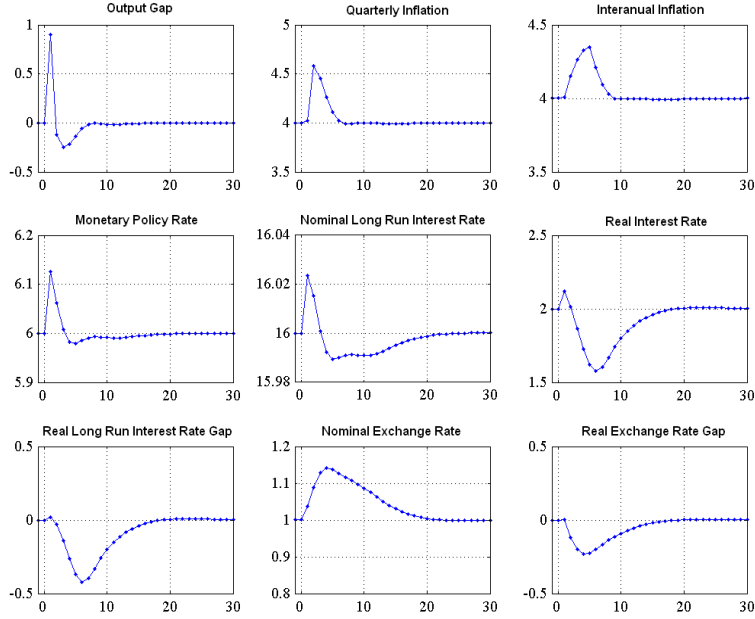 Output Gap
1
0.5
0
-0.5
0 10 20 30
Quarterly Inflation
5
4.5
4
3.5
0 10 20 30
Interanual Inflation
4.5
4
3.5
0 10 20 30
Monetary Policy Rate
6.2
6.1
6
5.9
0 10 20 30
Nominal Long Run Interest Rate
16.04
16.02
16
15.98
0 10 20 30
Real Interest Rate
2.5
2
1.5
0 10 20 30
Real Long Run Interest Rate Gap
0.5
0
-0.5
0 10 20 30
Nominal Exchange Rate
1.2
1.1
1
0.9
0.8
0 10 20 30
Real Exchange Rate Gap
0.5
0
-0.5
0 10 20 30